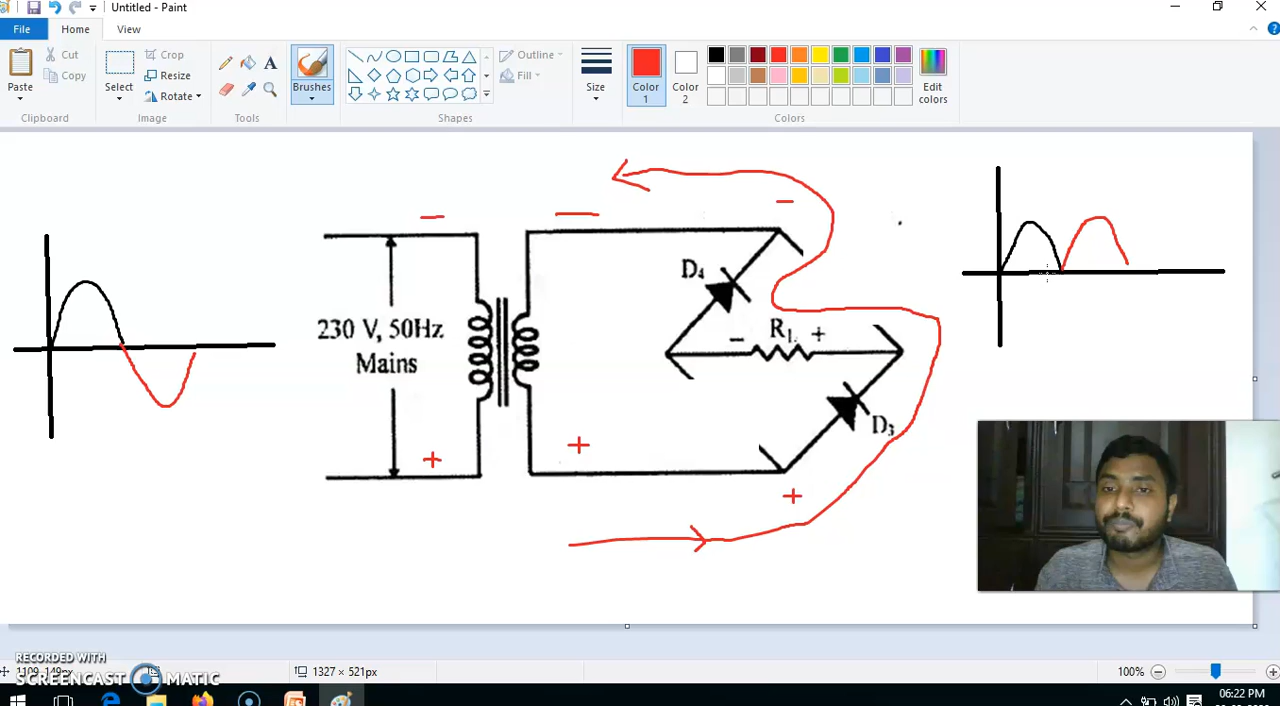 Untitled - Paint
File
Home
View
Paste
Cut
Copy
Clipboard
Select
Crop
Resize
Rotate
Image
Tools
Brushes
Shapes
Outline
Fill
Size
Color 1
Color 2
Edit colors
Colors
− − −
D4
230 V, 50Hz
Mains
− RL +
D3
+ + +
RECORDED WITH
SCREENCAST MATIC
1327 × 521px
100%
06:22 PM